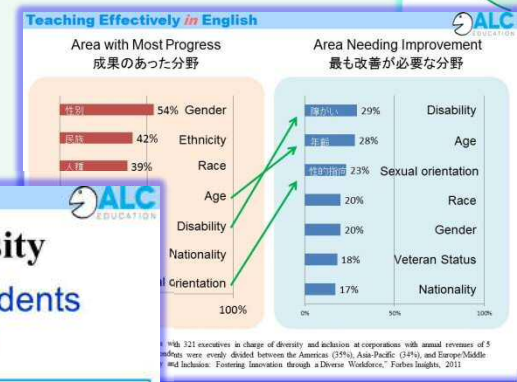 Teaching Effectively in English
ALC
EDUCATION
Area with Most Progress
成果のあった分野
性別 54% Gender
民族 42% Ethnicity
人種 39% Race
Age
Disability
Nationality
orientation
100%
Area Needing Improvement
最も改善が必要な分野
障がい 29% Disability
年齢 28% Age
性的指向 23% Sexual orientation
20% Race
20% Gender
18% Veteran Status
17% Nationality
0% 50% 100%
with 321 executives in charge of diversity and inclusion at corporations with annual revenues of 5
were evenly divided between the Americas (35%), Asia-Pacific (34%), and Europe/Middle
and Inclusion: Fostering Innovation through a Diverse Workforce," Forbes Insights, 2011
ALC
EDUCATION
sity
dents